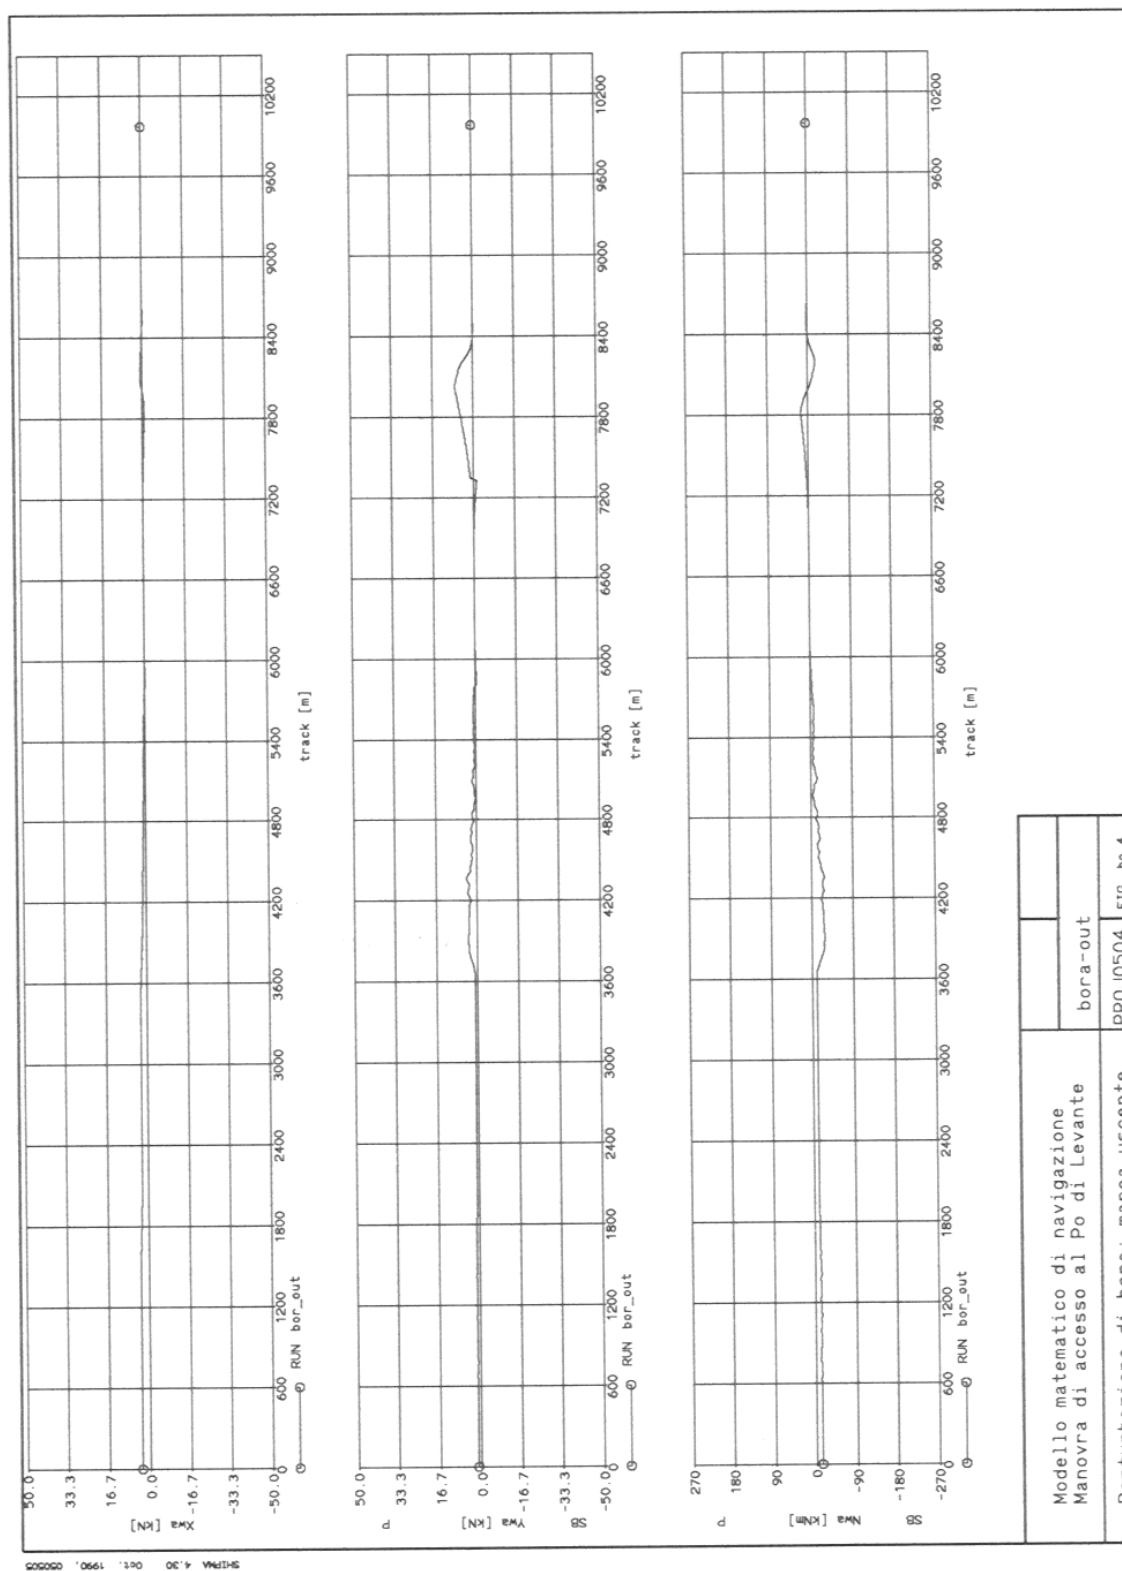 SHIPMA 4.30 Oct. 1990, 050505
Xwa [kN]
50.0
33.3
16.7
0.0
-16.7
-33.3
-50.0
0 600 1200 1800 2400 3000 3600 4200 4800 5400 6000 6600 7200 7800 8400 9000 9600 10200
RUN bor_out
track [m]
P
Ywa [kN]
SB
50.0
33.3
16.7
0.0
-16.7
-33.3
-50.0
0 600 1200 1800 2400 3000 3600 4200 4800 5400 6000 6600 7200 7800 8400 9000 9600 10200
RUN bor_out
track [m]
P
Nwa [kNm]
SB
270
180
90
0
-90
-180
-270
0 600 1200 1800 2400 3000 3600 4200 4800 5400 6000 6600 7200 7800 8400 9000 9600 10200
RUN bor_out
track [m]
Modello matematico di navigazione
Manovra di accesso al Po di Levante
bora-out